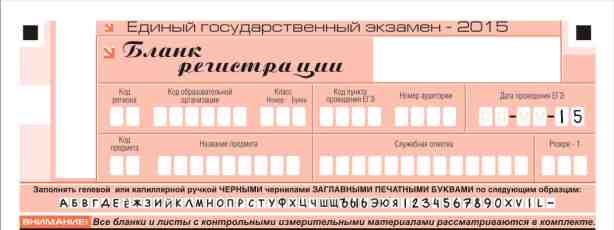 Единый государственный экзамен - 2015
Бланк
регистрации
Код региона
Код образовательной организации
Класс
Номер Буква
Код пункта проведения ЕГЭ
Номер аудитории
Дата проведения ЕГЭ
ДД-ММ-15
Код предмета
Название предмета
Служебная отметка
Резерв - 1
Заполнять гелевой или капиллярной ручкой ЧЕРНЫМИ чернилами ЗАГЛАВНЫМИ ПЕЧАТНЫМИ БУКВАМИ по следующим образцам:
АБВГДЕЁЖЗИЙКЛМНОПРСТУФХЦЧШЩЪЫЬЭЮЯ1234567890XVIL-
ВНИМАНИЕ! Все бланки и листы с контрольными измерительными материалами рассматриваются в комплекте.